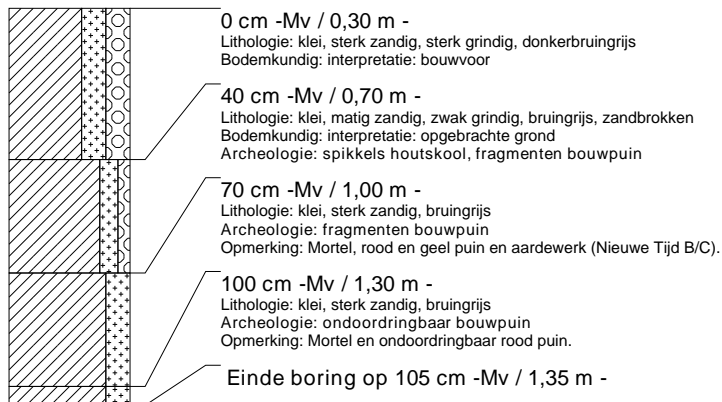 0 cm -Mv / 0,30 m -
Lithologie: klei, sterk zandig, sterk grindig, donkerbruingrijs
Bodemkundig: interpretatie: bouwvoor
40 cm -Mv / 0,70 m -
Lithologie: klei, matig zandig, zwak grindig, bruingrijs, zandbrokken
Bodemkundig: interpretatie: opgebrachte grond
Archeologie: spikkels houtskool, fragmenten bouwpuin
70 cm -Mv / 1,00 m -
Lithologie: klei, sterk zandig, bruingrijs
Archeologie: fragmenten bouwpuin
Opmerking: Mortel, rood en geel puin en aardewerk (Nieuwe Tijd B/C).
100 cm -Mv / 1,30 m -
Lithologie: klei, sterk zandig, bruingrijs
Archeologie: ondoordringbaar bouwpuin
Opmerking: Mortel en ondoordringbaar rood puin.
Einde boring op 105 cm -Mv / 1,35 m -